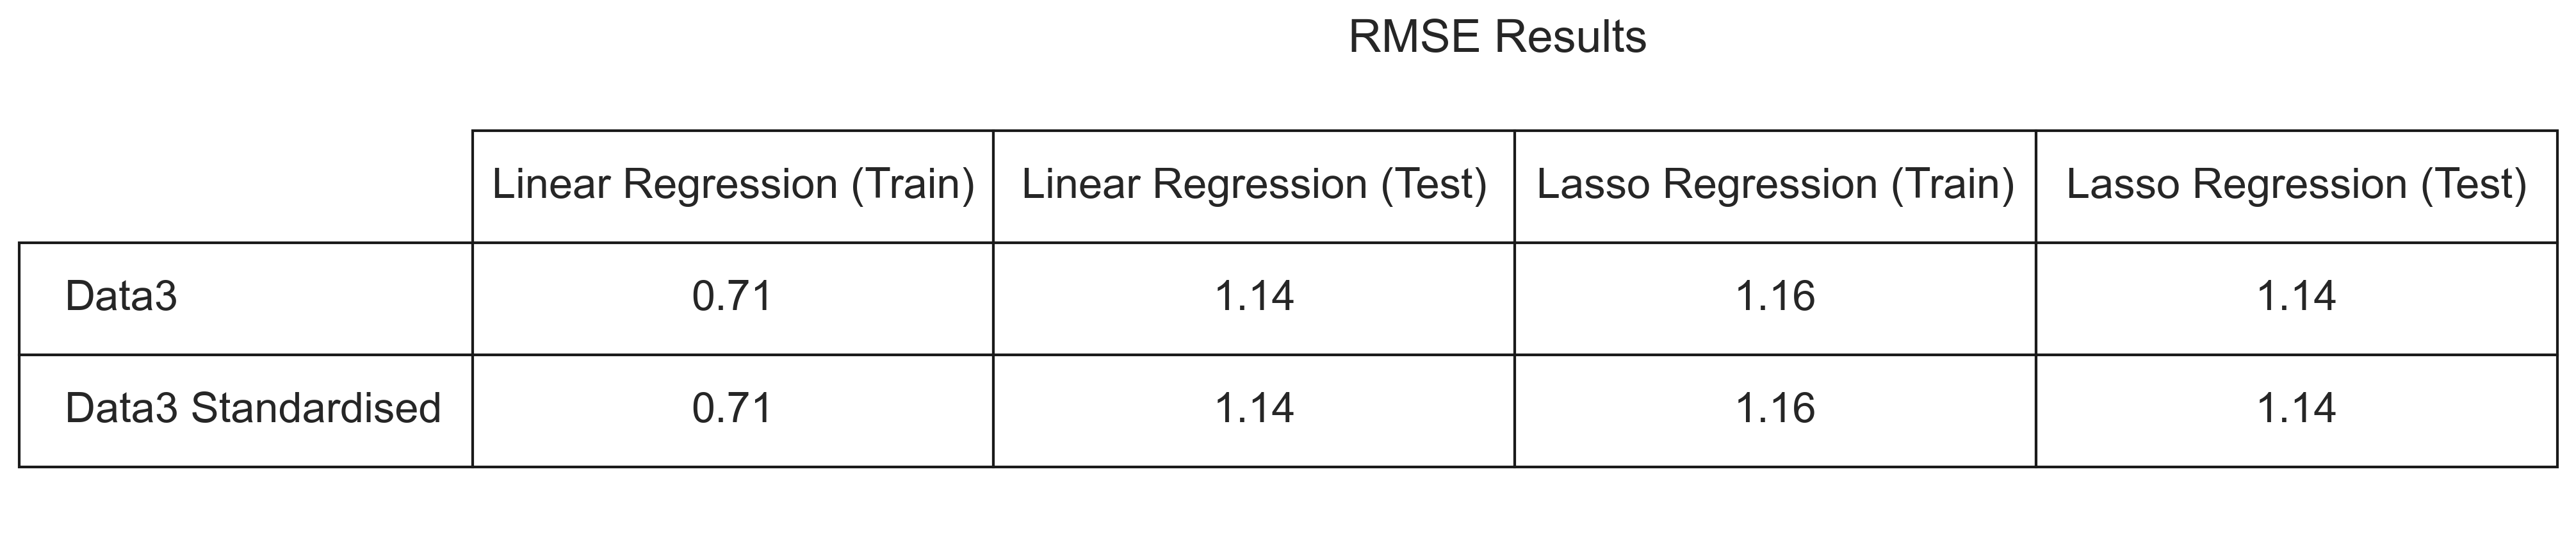 RMSE Results
Linear Regression (Train) Linear Regression (Test) Lasso Regression (Train) Lasso Regression (Test)
Data3 0.71 1.14 1.16 1.14
Data3 Standardised 0.71 1.14 1.16 1.14